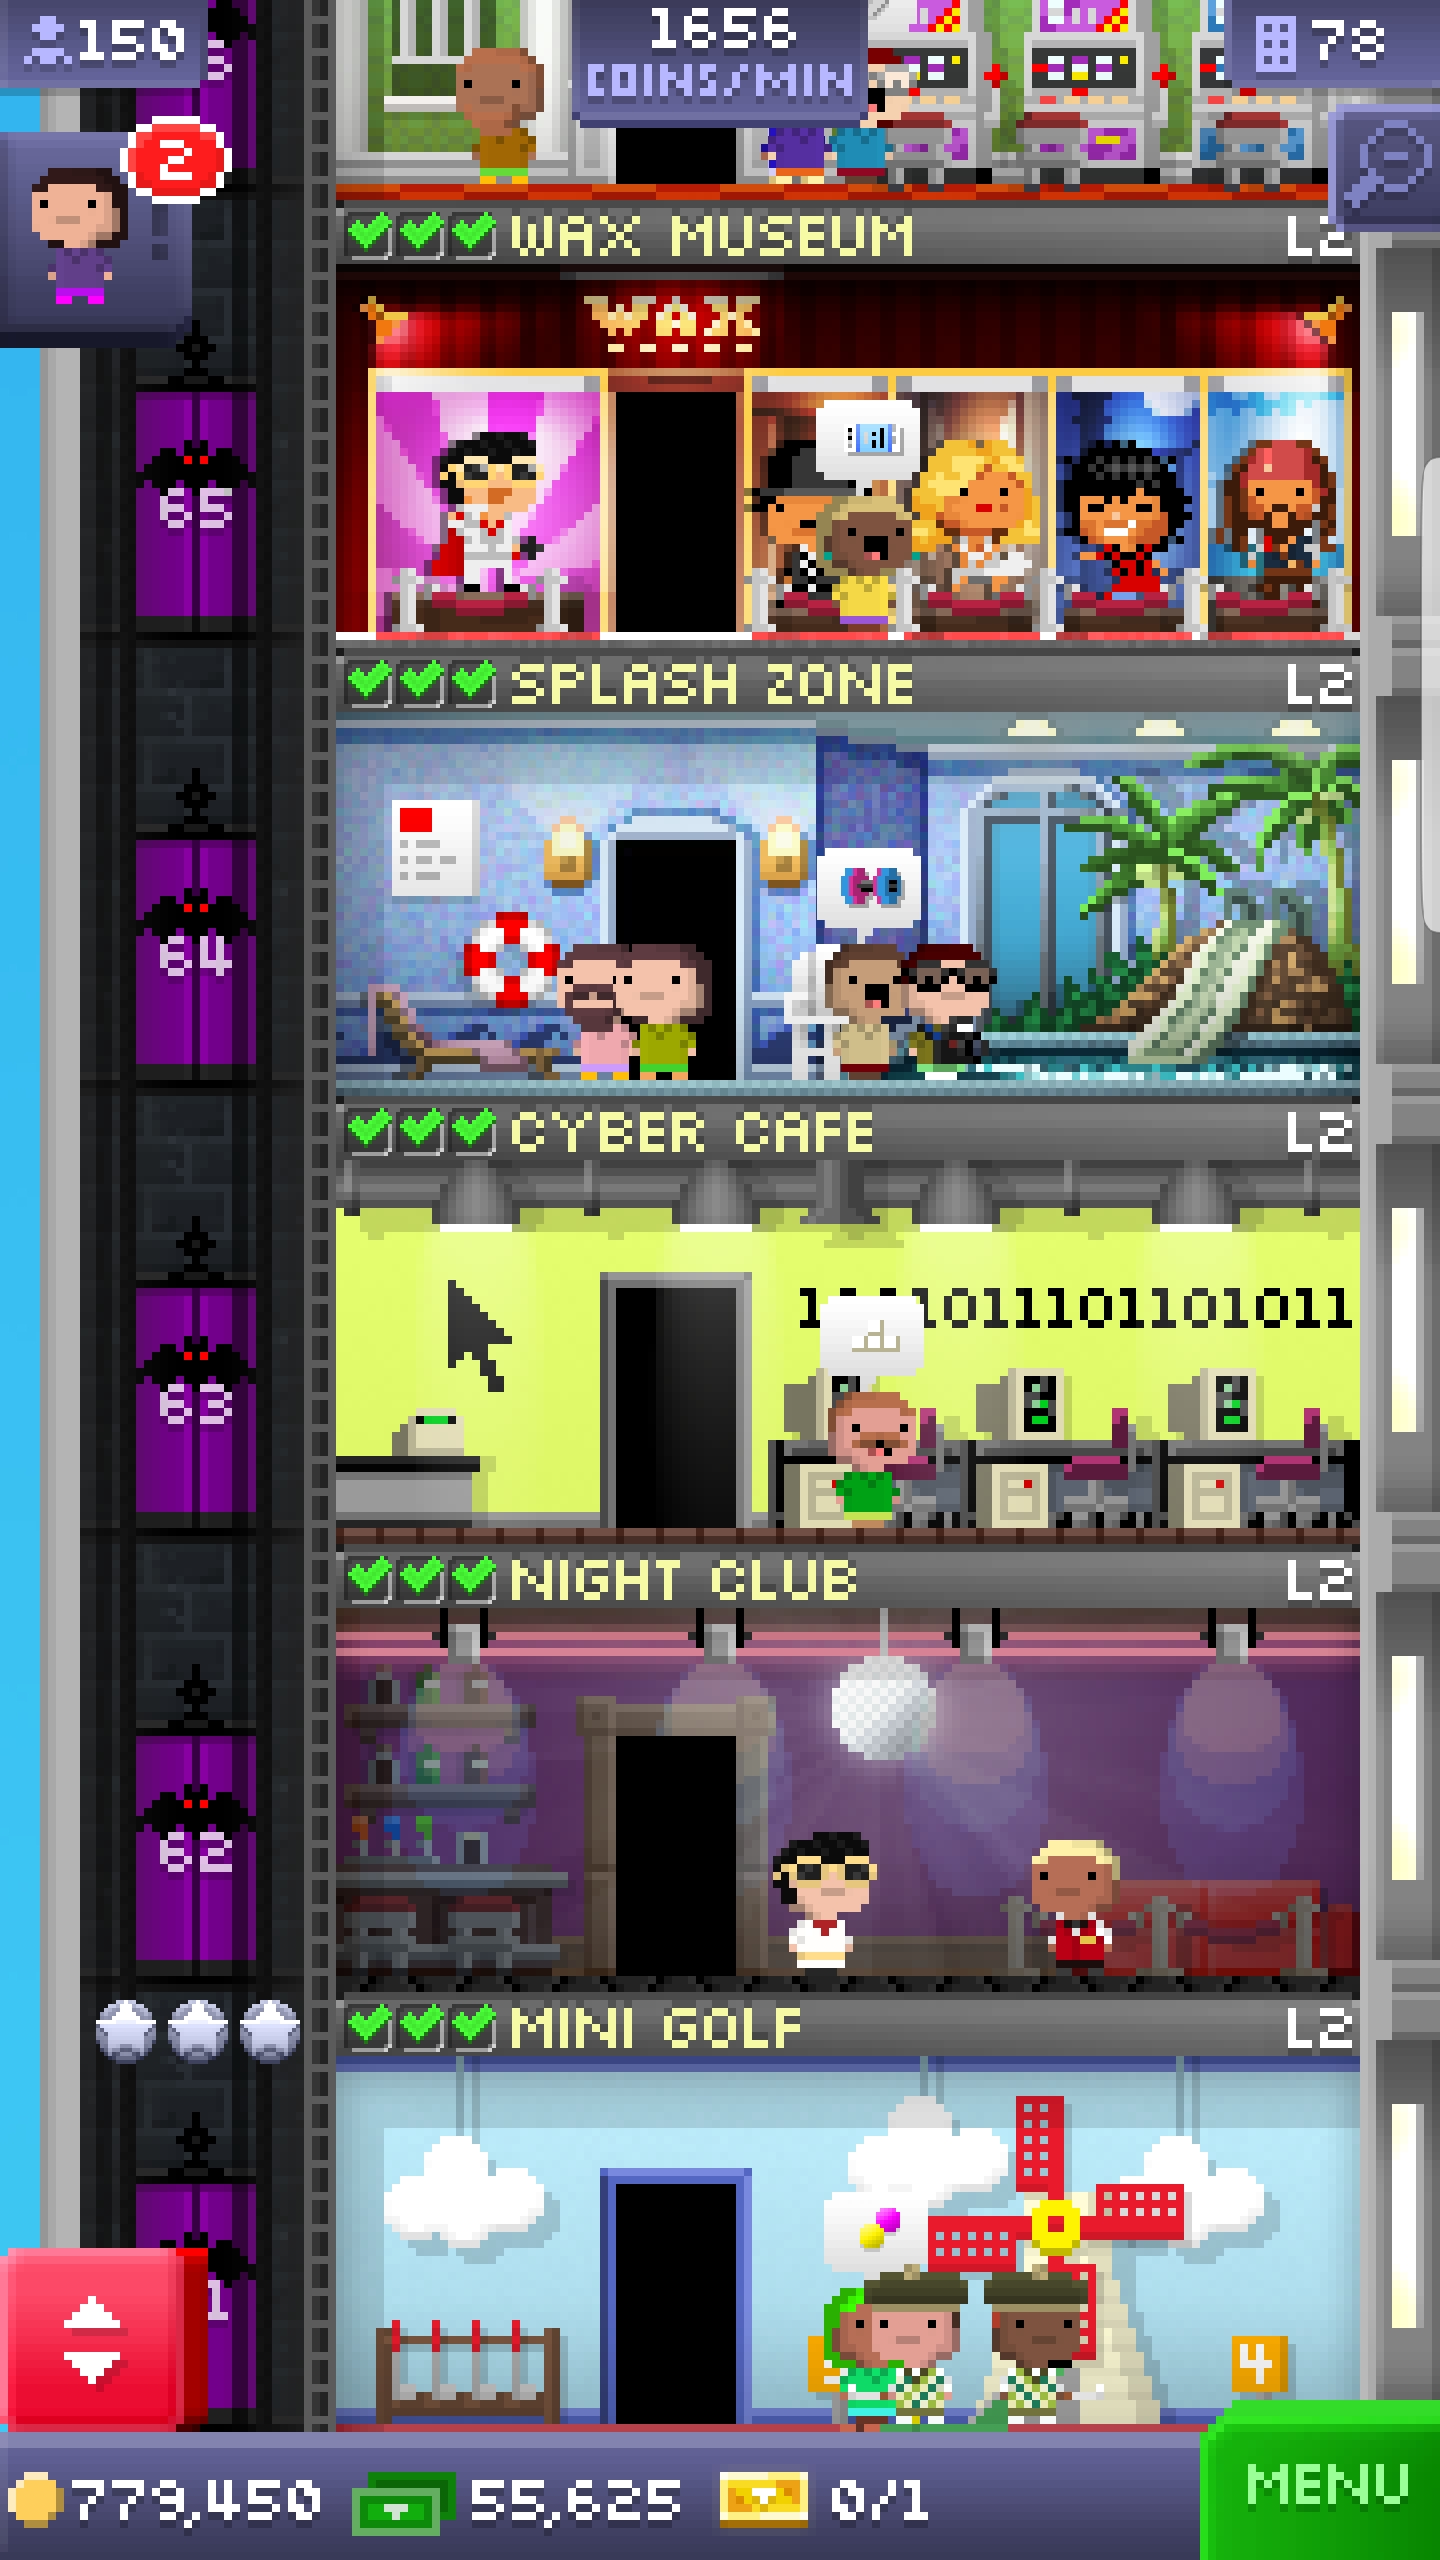 150
1656
COINS/MIN
78
2
WAX MUSEUM
L2
WAX
65
SPLASH ZONE
L2
64
CYBER CAFE
L2
1011101101011
63
NIGHT CLUB
L2
62
MINI GOLF
L2
1
4
779,450
55,625
0/1
MENU